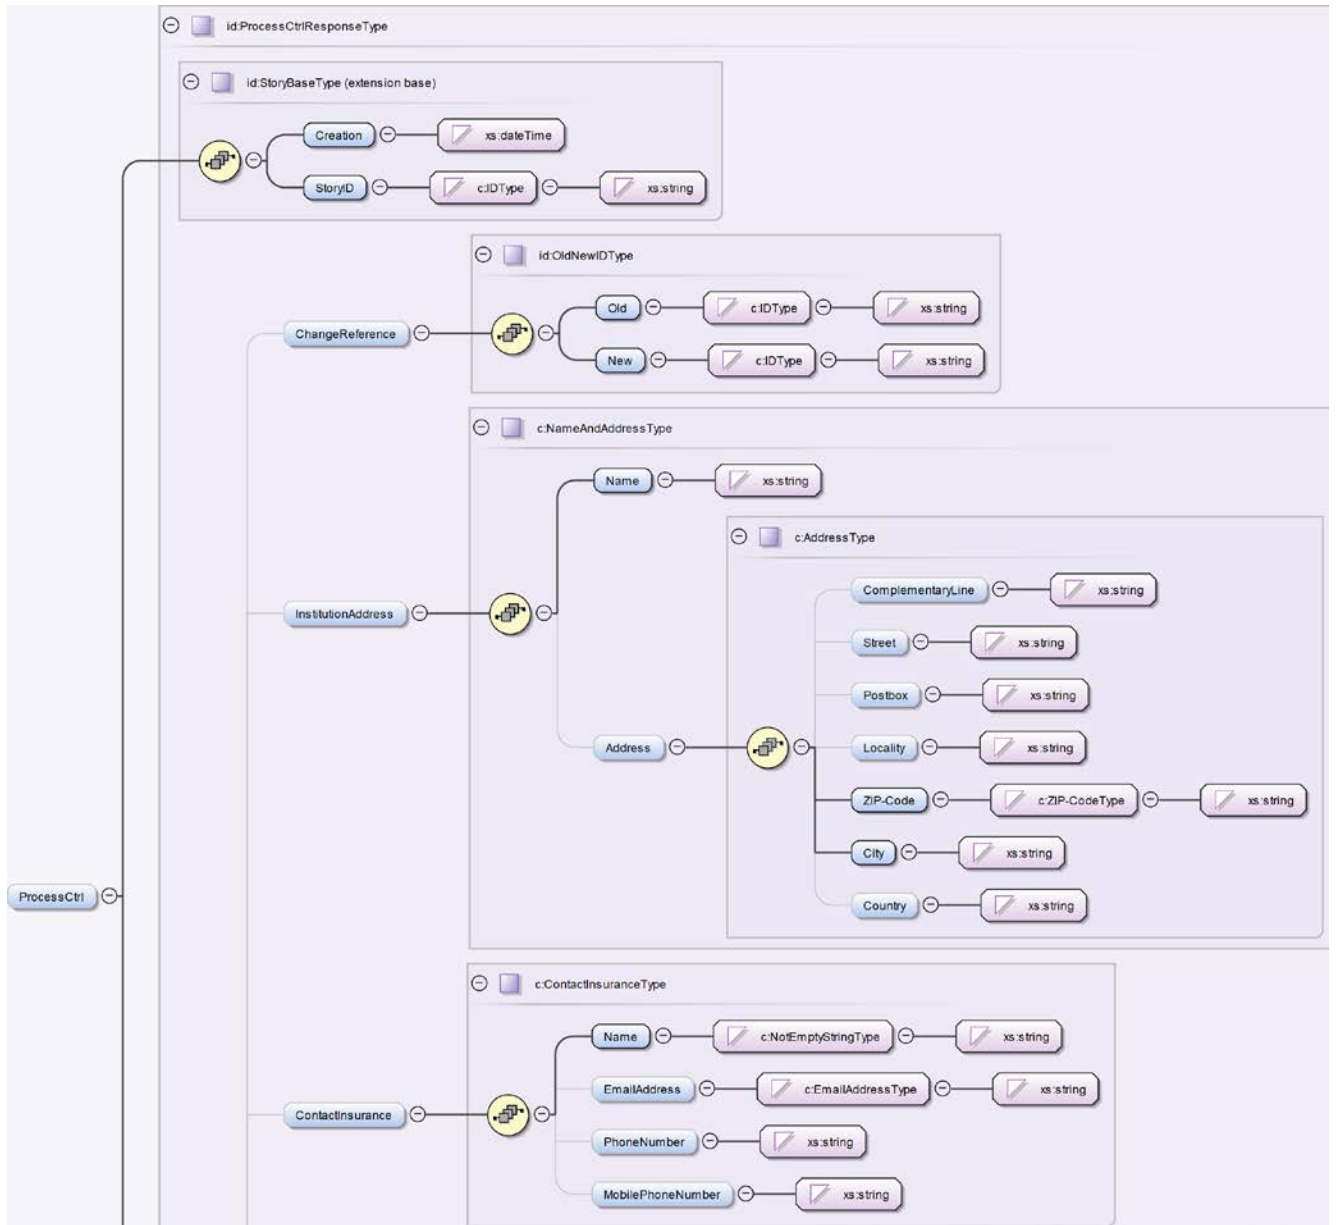 id:ProcessCtrlResponseType
id:StoryBaseType (extension base)
Creation xs:dateTime
StoryID c:IDType xs:string
id:OldNewIDType
Old c:IDType xs:string
ChangeReference
New c:IDType xs:string
c:NameAndAddressType
Name xs:string
c:AddressType
ComplementaryLine xs:string
InstitutionAddress
Street xs:string
Postbox xs:string
Address
Locality xs:string
ZIP-Code c:ZIP-CodeType xs:string
City xs:string
ProcessCtrl
Country xs:string
c:ContactInsuranceType
Name c:NotEmptyStringType xs:string
EmailAddress c:EmailAddressType xs:string
ContactInsurance
PhoneNumber xs:string
MobilePhoneNumber xs:string